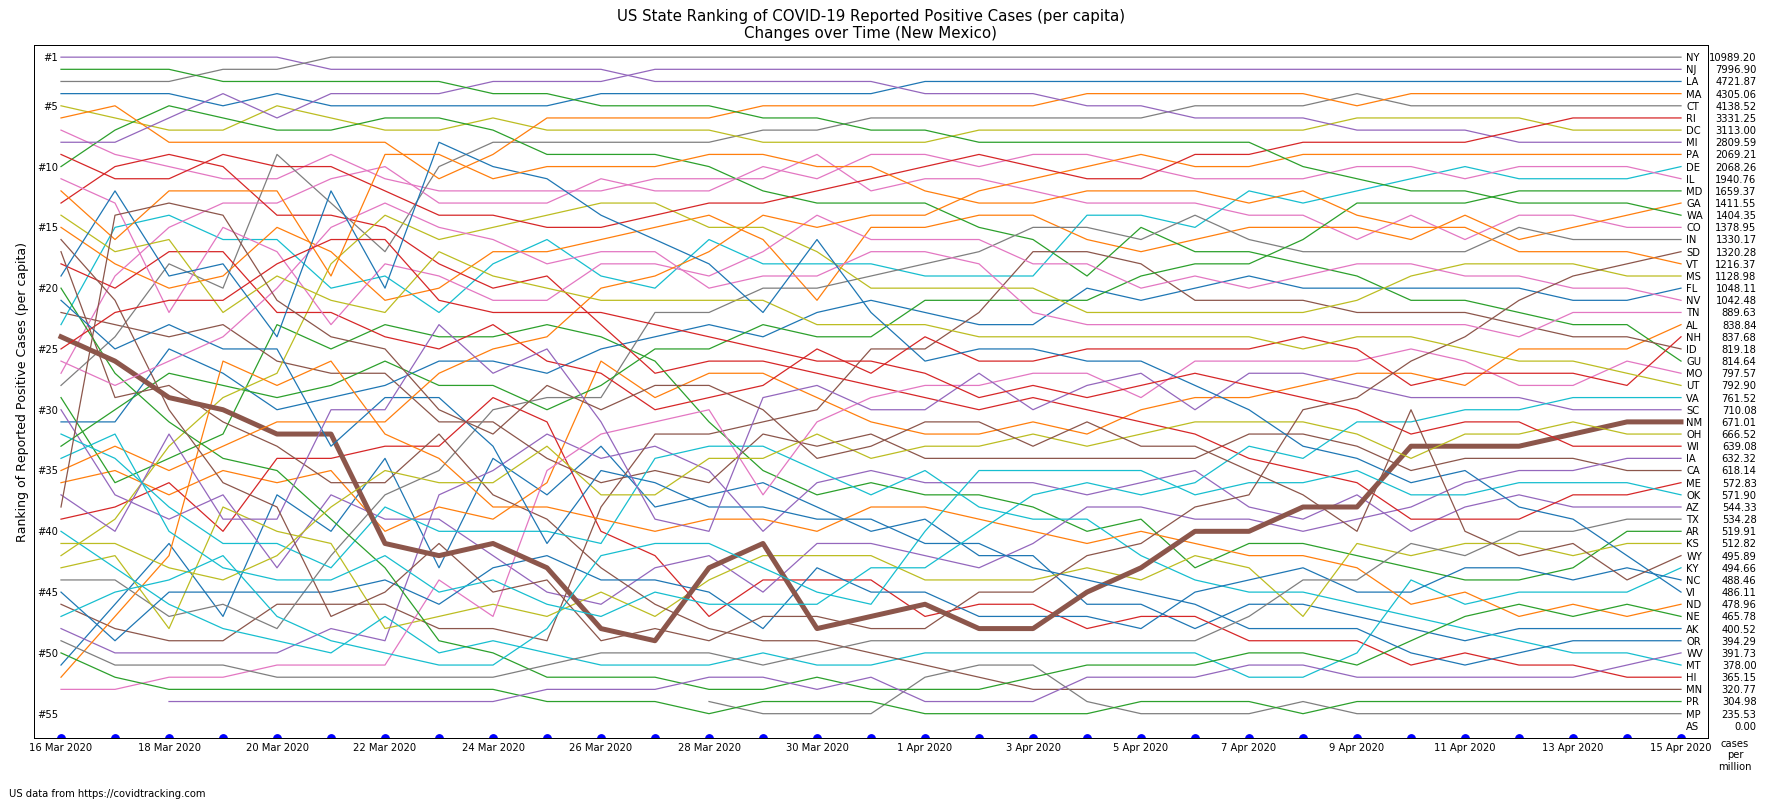 US State Ranking of COVID-19 Reported Positive Cases (per capita)
Changes over Time (New Mexico)
Ranking of Reported Positive Cases (per capita)
#1
#5
#10
#15
#20
#25
#30
#35
#40
#45
#50
#55
NY 10989.20
NJ 7996.90
LA 4721.87
MA 4305.06
CT 4138.52
RI 3331.25
DC 3113.00
MI 2809.59
PA 2069.21
DE 2068.26
IL 1940.76
MD 1659.37
GA 1411.55
WA 1404.35
CO 1378.95
IN 1330.17
SD 1320.28
VT 1216.37
MS 1128.98
FL 1048.11
NV 1042.48
TN 889.63
AL 838.84
NH 837.68
ID 819.18
GU 814.64
MO 797.57
UT 792.90
VA 761.52
SC 710.08
NM 671.01
OH 666.52
WI 639.08
IA 632.32
CA 618.14
ME 572.83
OK 571.90
AZ 544.33
TX 534.28
AR 519.91
KS 512.82
WY 495.89
KY 494.66
NC 488.46
VI 486.11
ND 478.96
NE 465.78
AK 400.52
OR 394.29
WV 391.73
MT 378.00
HI 365.15
MN 320.77
PR 304.98
MP 235.53
AS 0.00
16 Mar 2020 18 Mar 2020 20 Mar 2020 22 Mar 2020 24 Mar 2020 26 Mar 2020 28 Mar 2020 30 Mar 2020 1 Apr 2020 3 Apr 2020 5 Apr 2020 7 Apr 2020 9 Apr 2020 11 Apr 2020 13 Apr 2020 15 Apr 2020
cases
per
million
US data from https://covidtracking.com